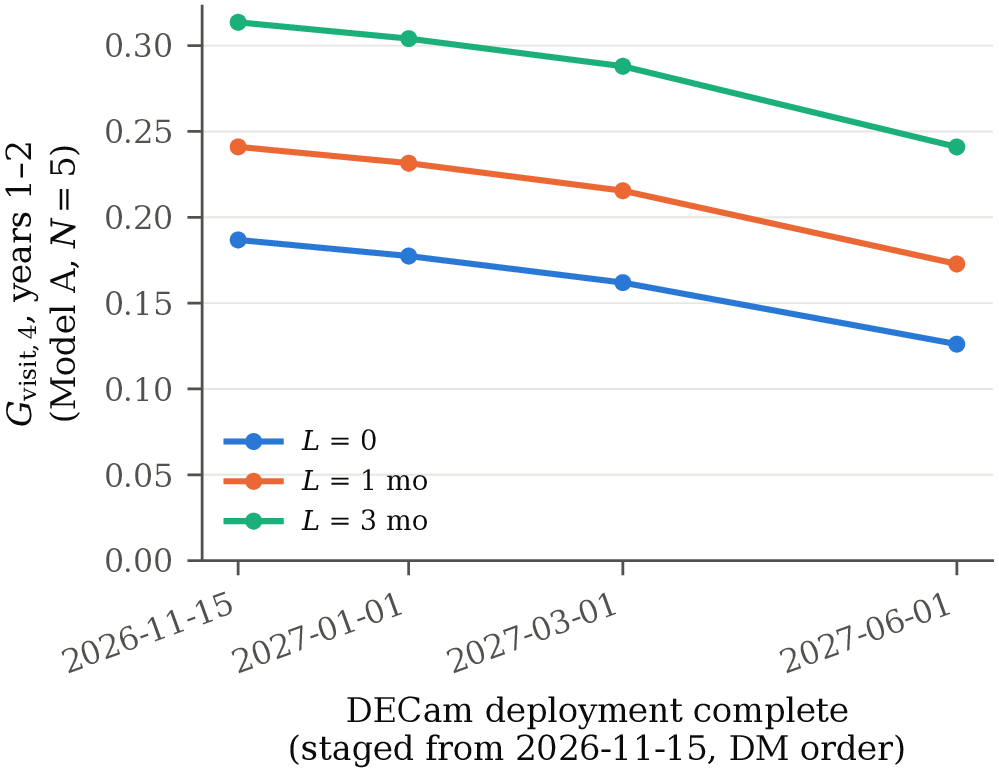 0.30
0.25
0.20
0.15
0.10
0.05
0.00
G_visit, 4, years 1–2
(Model A, N = 5)
L = 0
L = 1 mo
L = 3 mo
2026-11-15
2027-01-01
2027-03-01
2027-06-01
DECam deployment complete
(staged from 2026-11-15, DM order)